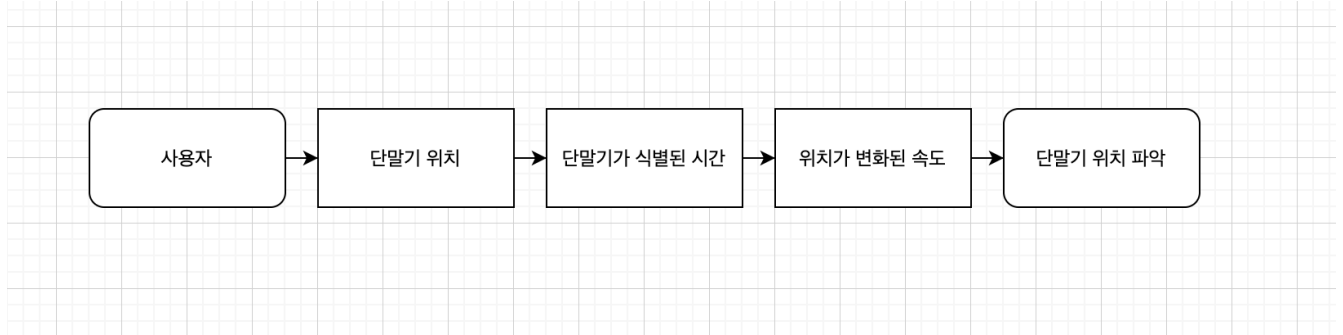 사용자
단말기 위치
단말기가 식별된 시간
위치가 변화된 속도
단말기 위치 파악